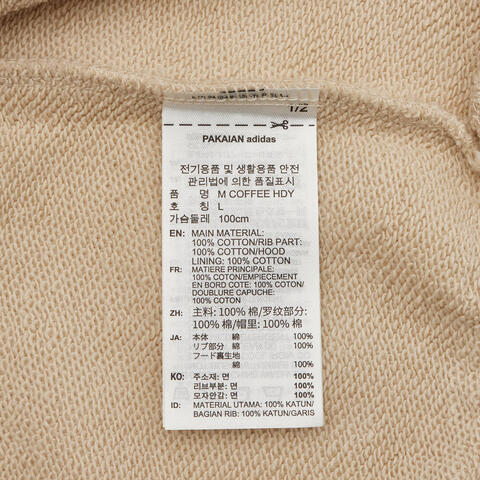 1/2
PAKAIAN adidas
전기용품 및 생활용품 안전
관리법에 의한 품질표시
품 명 M COFFEE HDY
호 칭 L
가슴둘레 100cm
EN: MAIN MATERIAL:
100% COTTON/RIB PART:
100% COTTON/HOOD
LINING: 100% COTTON
FR: MATIERE PRINCIPALE:
100% COTON/EMPIECEMENT
EN BORD COTE: 100% COTON/
DOUBLURE CAPUCHE:
100% COTON
ZH: 主料: 100% 棉/罗纹部分:
100% 棉/帽里: 100% 棉
JA: 本体 綿 100%
リブ部分 綿 100%
フード裏生地
綿 100%
KO: 주소재: 면 100%
리브부분: 면 100%
모자안감: 면 100%
ID: MATERIAL UTAMA: 100% KATUN/
BAGIAN RIB: 100% KATUN/GARIS